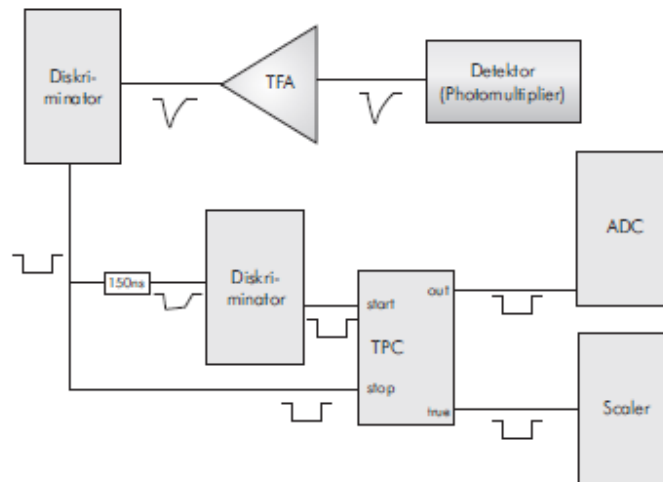 Diskri-
minator
TFA
Detektor
(Photomultiplier)
ADC
150ns
Diskri-
minator
start
out
TPC
stop
true
Scaler